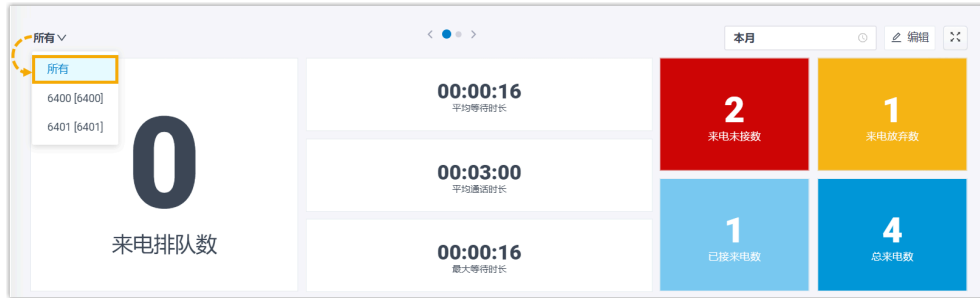 所有
本月
编辑
所有
6400 [6400]
6401 [6401]
0
来电排队数
00:00:16
平均等待时长
00:03:00
平均通话时长
00:00:16
最大等待时长
2
来电未接数
1
来电放弃数
1
已接来电数
4
总来电数